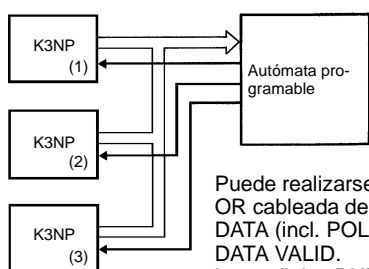 K3NP
(1)
Autómata pro-
gramable
K3NP
(2)
Puede realizarse
OR cableada de
DATA (incl. POL
DATA VALID.
K3NP
(3)